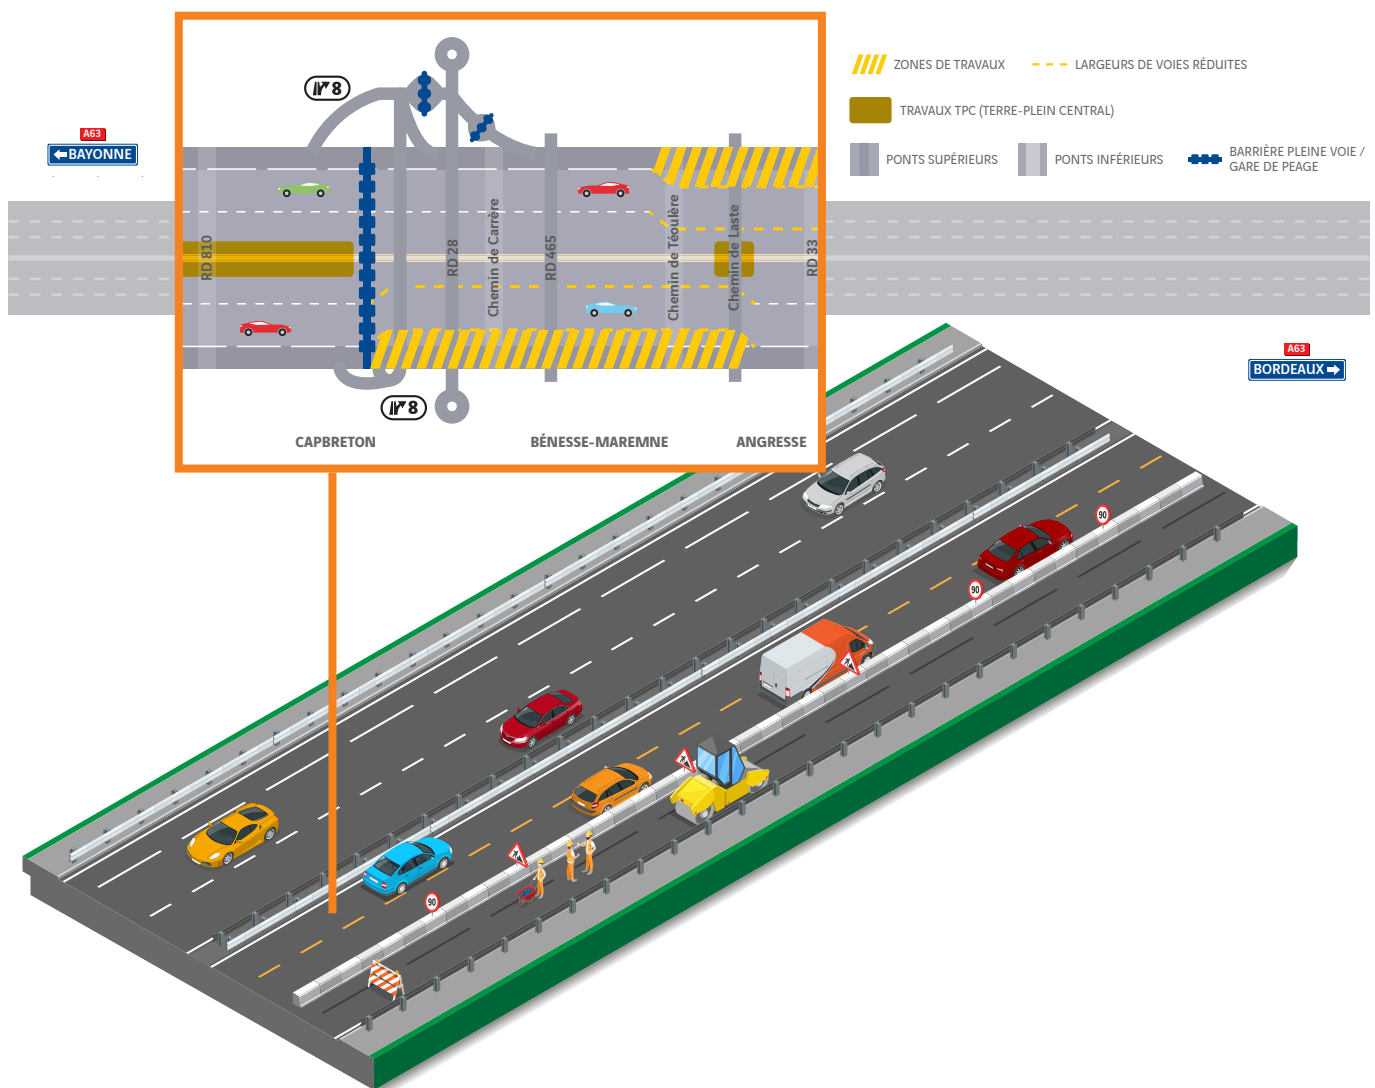 8
ZONES DE TRAVAUX
LARGEURS DE VOIES RÉDUITES
TRAVAUX TPC (TERRE-PLEIN CENTRAL)
A63
BAYONNE
PONTS SUPÉRIEURS
PONTS INFÉRIEURS
BARRIÈRE PLEINE VOIE /
GARE DE PEAGE
RD 810
RD 28
Chemin de Carrère
RD 465
Chemin de Téoulère
Chemin de Laste
RD 33
8
CAPBRETON
BÉNESSE-MAREMNE
ANGRESSE
A63
BORDEAUX
90
90
90